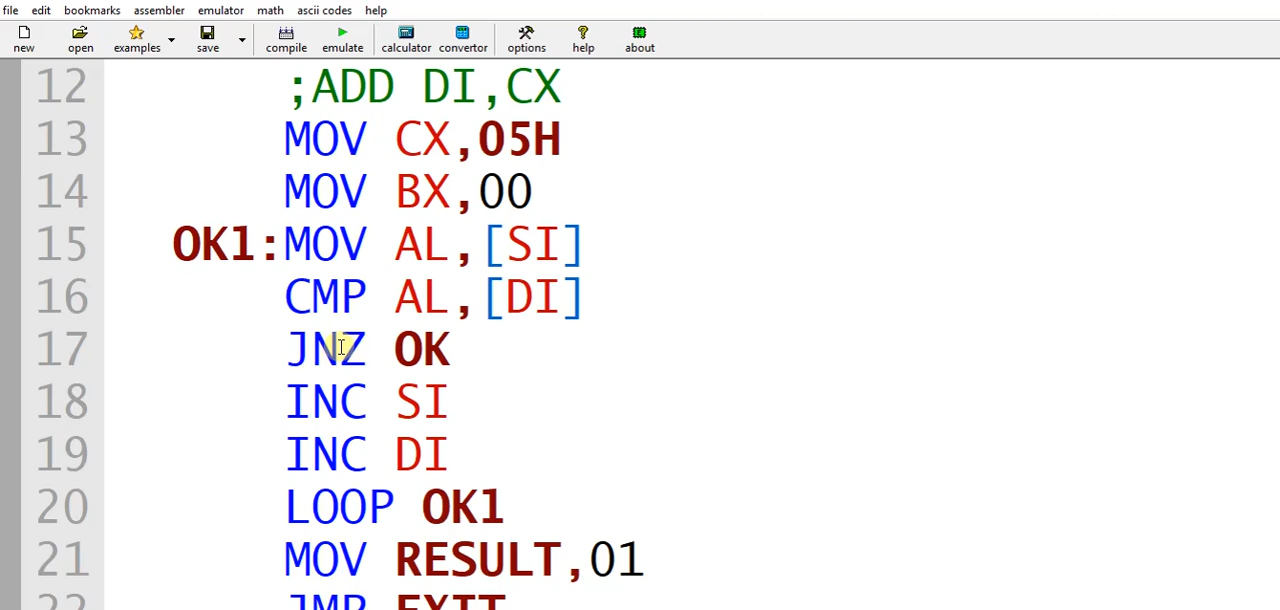 file edit bookmarks assembler emulator math ascii codes help
new open examples save compile emulate calculator convertor options help about
12 ;ADD DI,CX
13 MOV CX,05H
14 MOV BX,00
15 OK1:MOV AL,[SI]
16 CMP AL,[DI]
17 JNZ OK
18 INC SI
19 INC DI
20 LOOP OK1
21 MOV RESULT,01
22 JMP EXIT